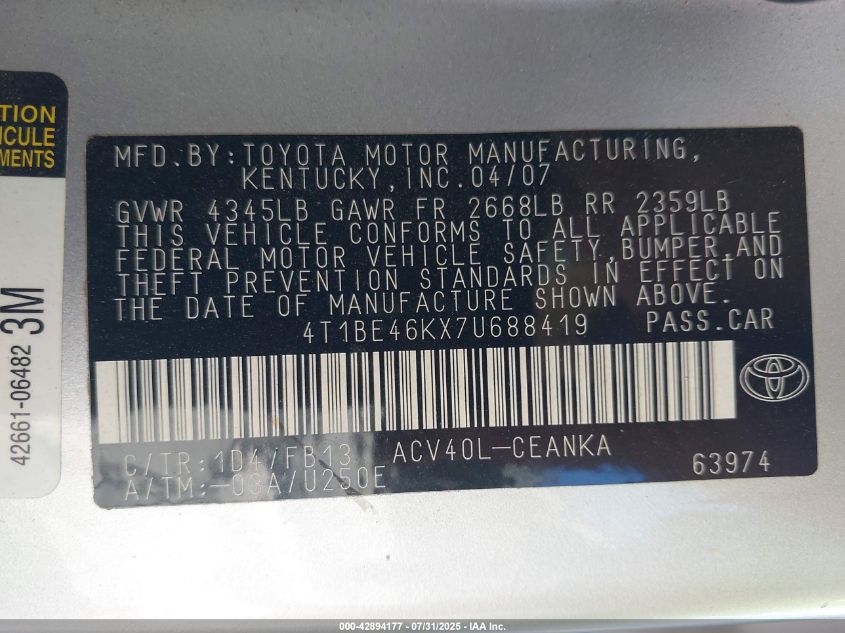 TION
ICULE
EMENTS
42661-06482 3M
MFD.BY:TOYOTA MOTOR MANUFACTURING,
KENTUCKY,INC.04/07
GVWR 4345LB GAWR FR 2668LB RR 2359LB
THIS VEHICLE CONFORMS TO ALL APPLICABLE
FEDERAL MOTOR VEHICLE SAFETY,BUMPER,AND
THEFT PREVENTION STANDARDS IN EFFECT ON
THE DATE OF MANUFACTURE SHOWN ABOVE.
4T1BE46KX7U688419 PASS.CAR
C/TR:1D4/FB13 ACV40L-CEANKA
A/TM:-03A/U250E 63974
000-42894177 - 07/31/2025 - IAA Inc.